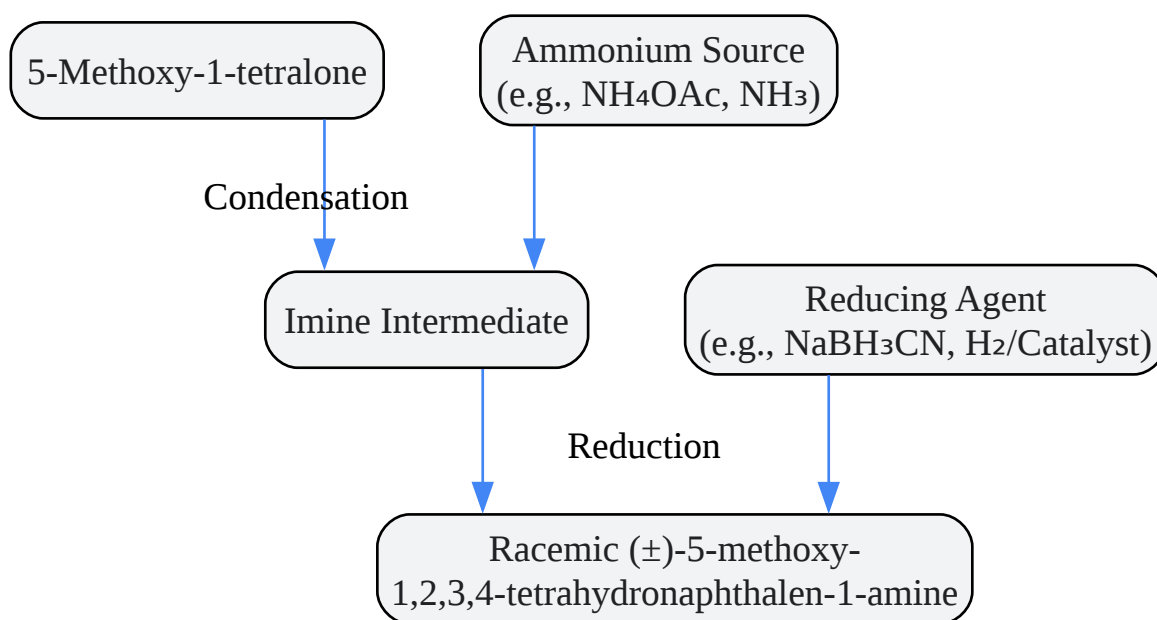 5-Methoxy-1-tetralone
Ammonium Source
(e.g., NH₄OAc, NH₃)
Condensation
Imine Intermediate
Reducing Agent
(e.g., NaBH₃CN, H₂/Catalyst)
Reduction
Racemic (±)-5-methoxy-
1,2,3,4-tetrahydronaphthalen-1-amine